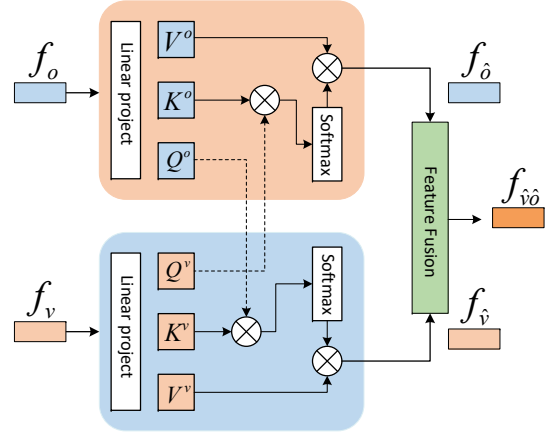 f_o
Linear project
V^o
K^o
Q^o
Softmax
f_ô
Feature Fusion
f_v̂ô
f_v
Linear project
Q^v
K^v
V^v
Softmax
f_v̂